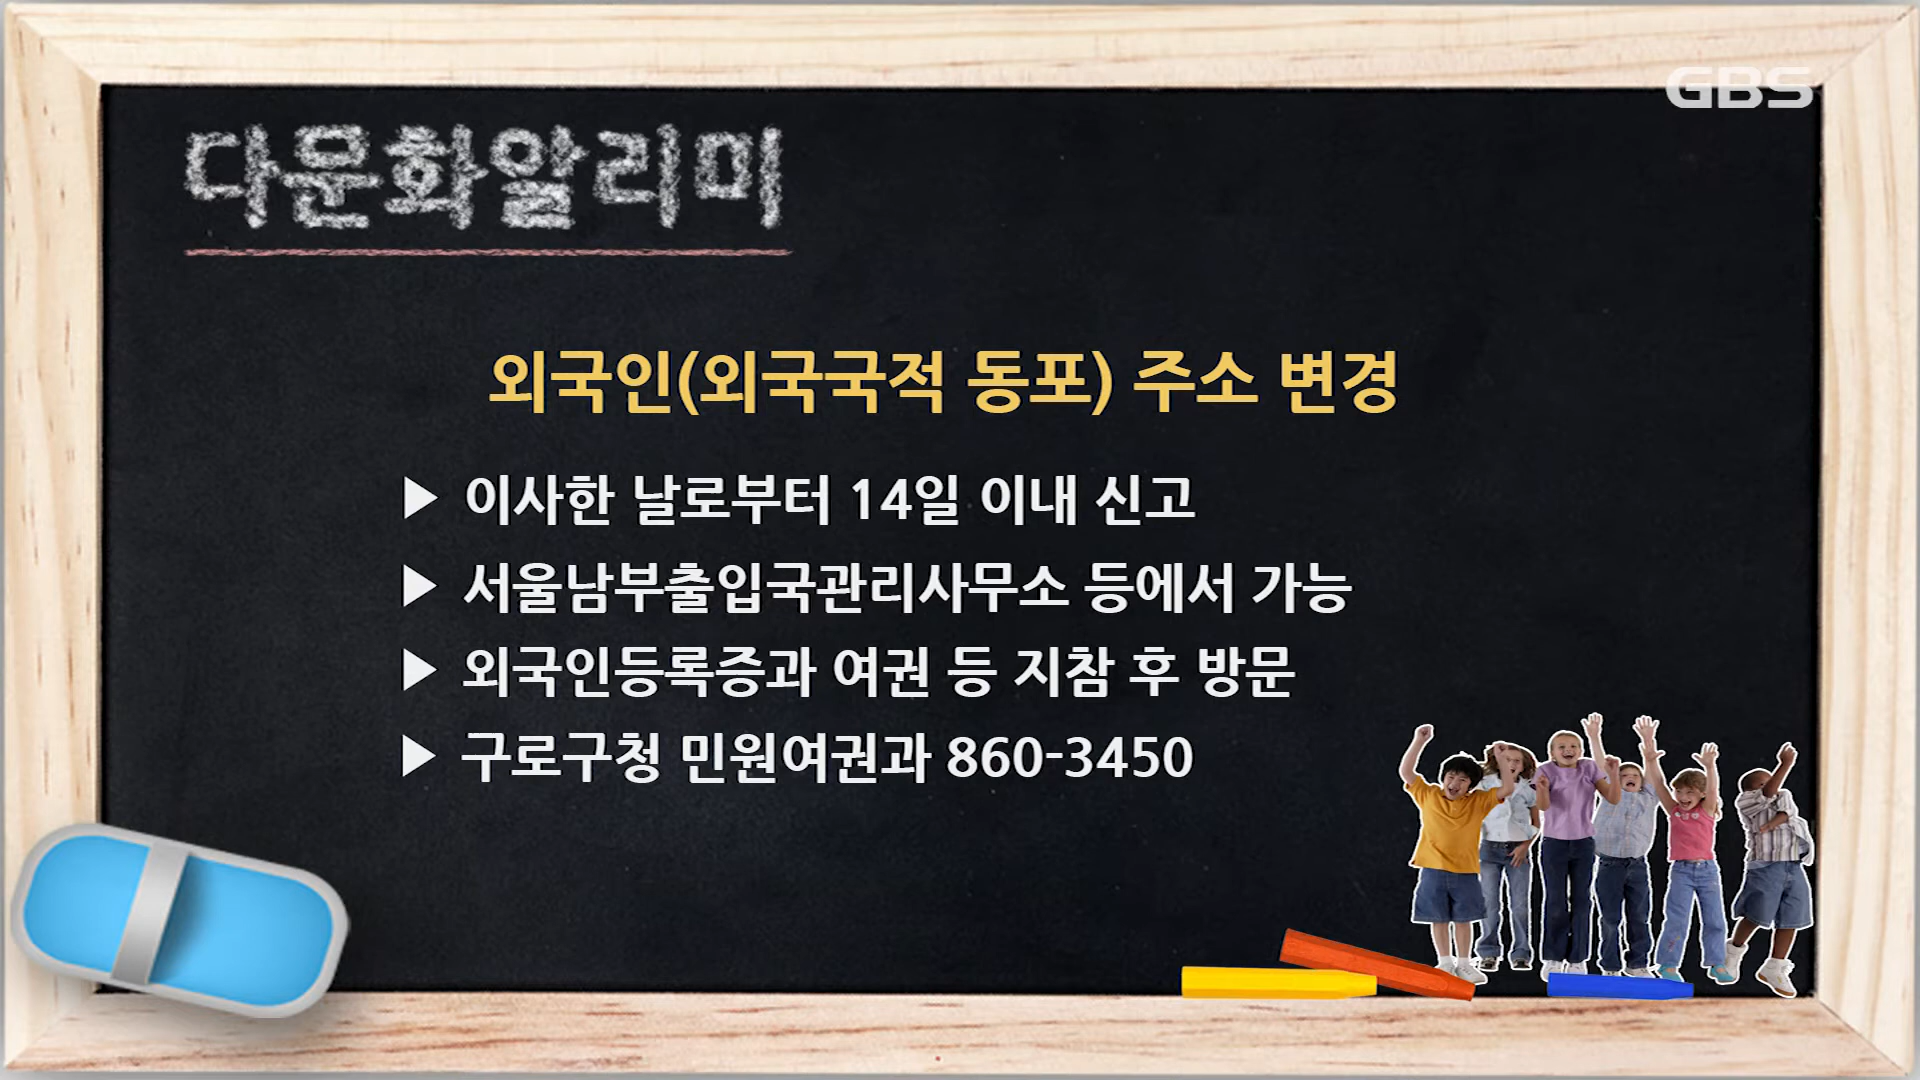 GBS
다문화알리미
외국인(외국국적 동포) 주소 변경
▶ 이사한 날로부터 14일 이내 신고
▶ 서울남부출입국관리사무소 등에서 가능
▶ 외국인등록증과 여권 등 지참 후 방문
▶ 구로구청 민원여권과 860-3450